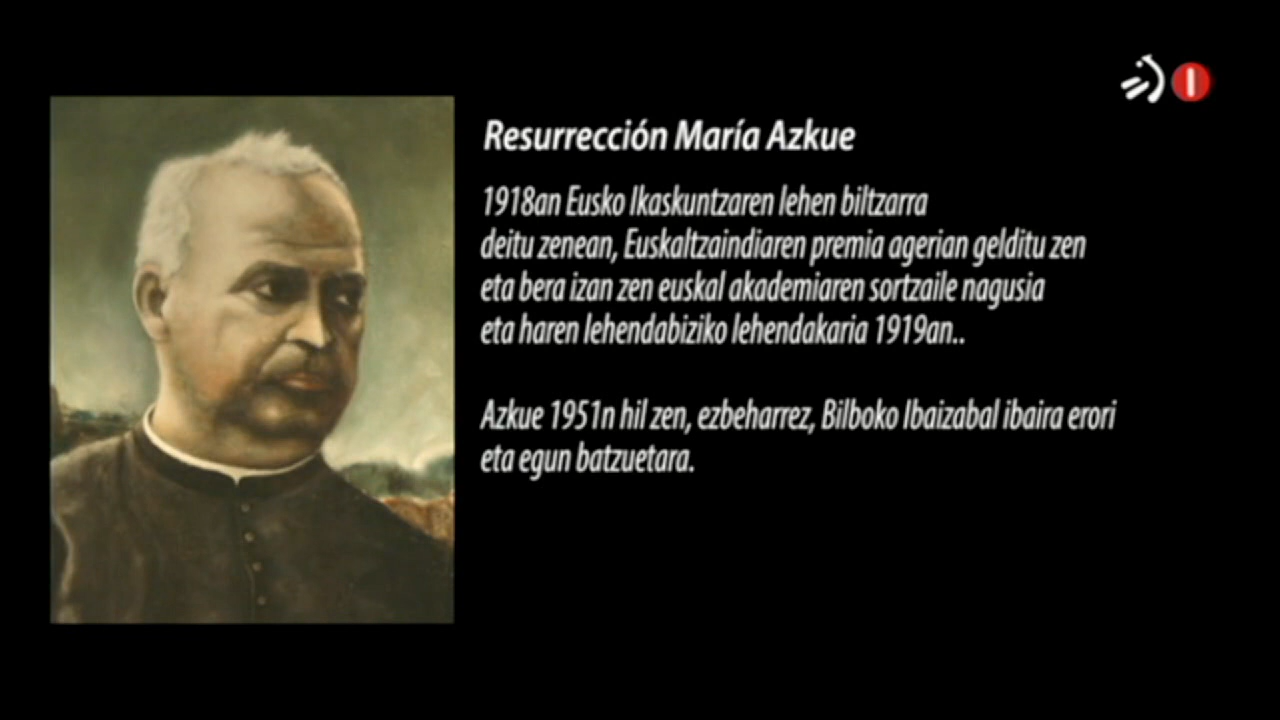 Resurrección María Azkue
1918an Eusko Ikaskuntzaren lehen biltzarra
deitu zenean, Euskaltzaindiaren premia agerian gelditu zen
eta bera izan zen euskal akademiaren sortzaile nagusia
eta haren lehendabiziko lehendakaria 1919an..
Azkue 1951n hil zen, ezbeharrez, Bilboko Ibaizabal ibaira erori
eta egun batzuetara.